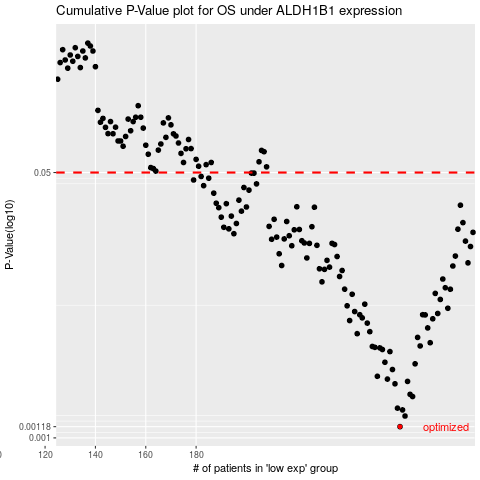 Cumulative P-Value plot for OS under ALDH1B1 expression
P-Value(log10)
0.05
0.00118
0.001
optimized
0
120
140
160
180
# of patients in 'low exp' group